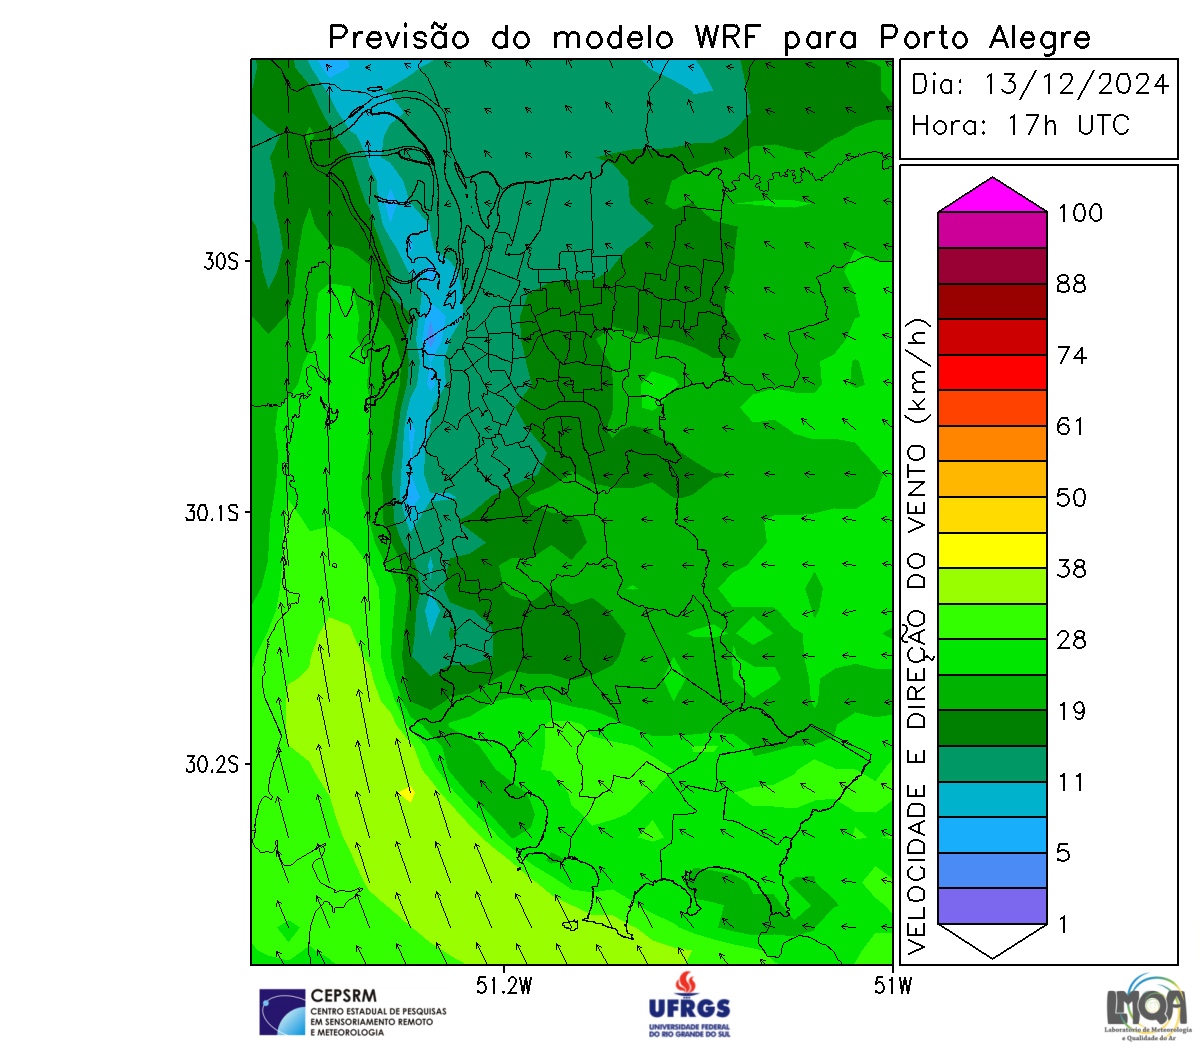 Previsão do modelo WRF para Porto Alegre
Dia: 13/12/2024
Hora: 17h UTC
30S
30.1S
30.2S
51.2W
51W
VELOCIDADE E DIREÇÃO DO VENTO (km/h)
100
88
74
61
50
38
28
19
11
5
1
CEPSRM
CENTRO ESTADUAL DE PESQUISAS
EM SENSORIAMENTO REMOTO
E METEOROLOGIA
UFRGS
UNIVERSIDADE FEDERAL
DO RIO GRANDE DO SUL
LMQA
Laboratório de Meteorologia
e Qualidade do Ar